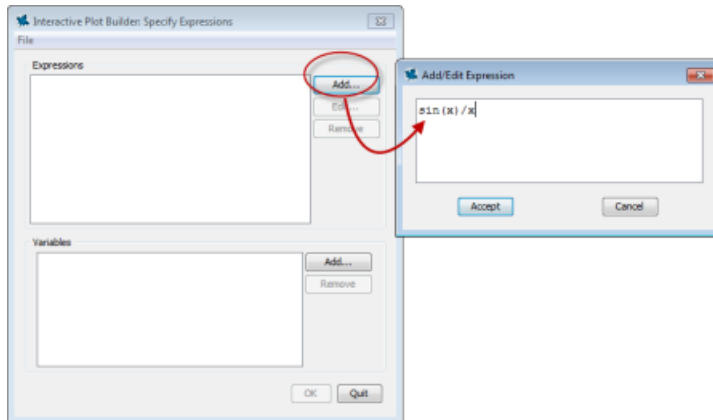 Interactive Plot Builder: Specify Expressions
File
Expressions
Add...
Edit...
Remove
Variables
Add...
Remove
OK
Quit
Add/Edit Expression
sin(x)/x
Accept
Cancel